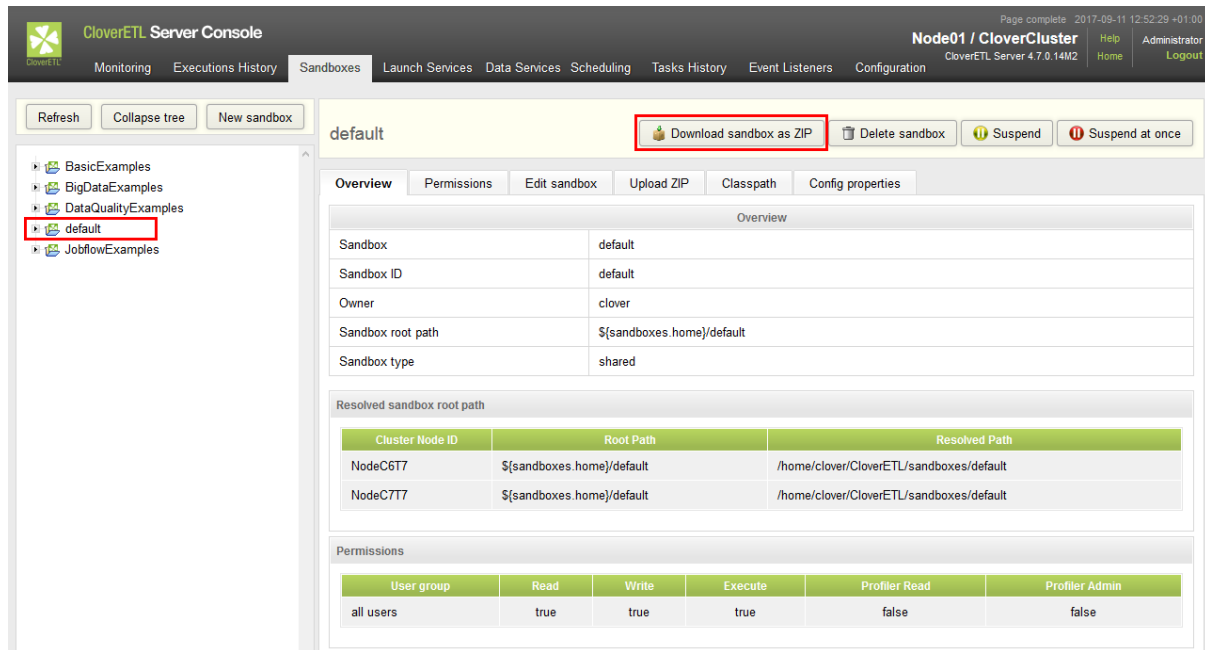 Page complete 2017-09-11 12:52:29 +01:00
CloverETL Server Console
Node01 / CloverCluster Help Administrator
CloverETL Server 4.7.0.14M2 Home Logout
CloverETL
Monitoring Executions History Sandboxes Launch Services Data Services Scheduling Tasks History Event Listeners Configuration
Refresh Collapse tree New sandbox
default Download sandbox as ZIP Delete sandbox Suspend Suspend at once
BasicExamples
BigDataExamples
DataQualityExamples
default
JobflowExamples
Overview Permissions Edit sandbox Upload ZIP Classpath Config properties
Overview
Sandbox default
Sandbox ID default
Owner clover
Sandbox root path ${sandboxes.home}/default
Sandbox type shared
Resolved sandbox root path
Cluster Node ID Root Path Resolved Path
NodeC6T7 ${sandboxes.home}/default /home/clover/CloverETL/sandboxes/default
NodeC7T7 ${sandboxes.home}/default /home/clover/CloverETL/sandboxes/default
Permissions
User group Read Write Execute Profiler Read Profiler Admin
all users true true true false false